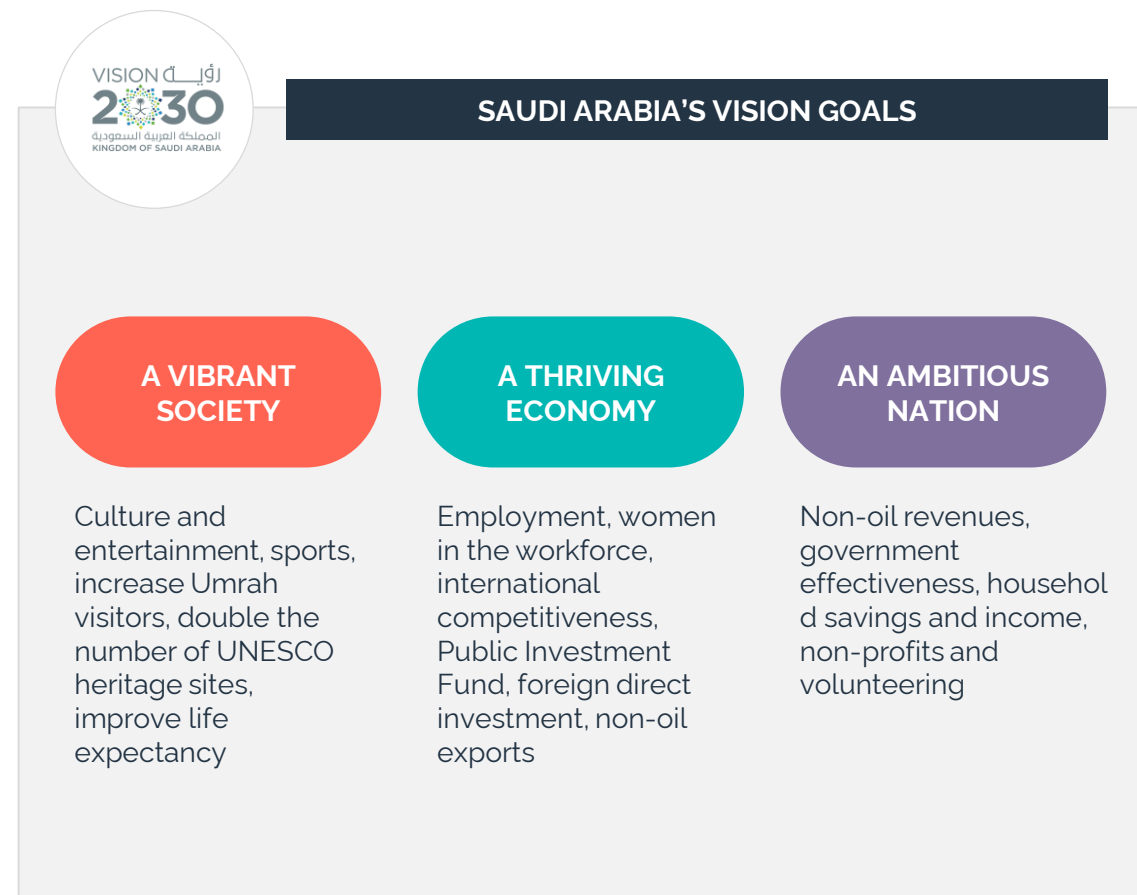 VISION رؤيـــة
2030
المملكة العربية السعودية
KINGDOM OF SAUDI ARABIA
SAUDI ARABIA’S VISION GOALS
A VIBRANT
SOCIETY
Culture and
entertainment, sports,
increase Umrah
visitors, double the
number of UNESCO
heritage sites,
improve life
expectancy
A THRIVING
ECONOMY
Employment, women
in the workforce,
international
competitiveness,
Public Investment
Fund, foreign direct
investment, non-oil
exports
AN AMBITIOUS
NATION
Non-oil revenues,
government
effectiveness, househol
d savings and income,
non-profits and
volunteering